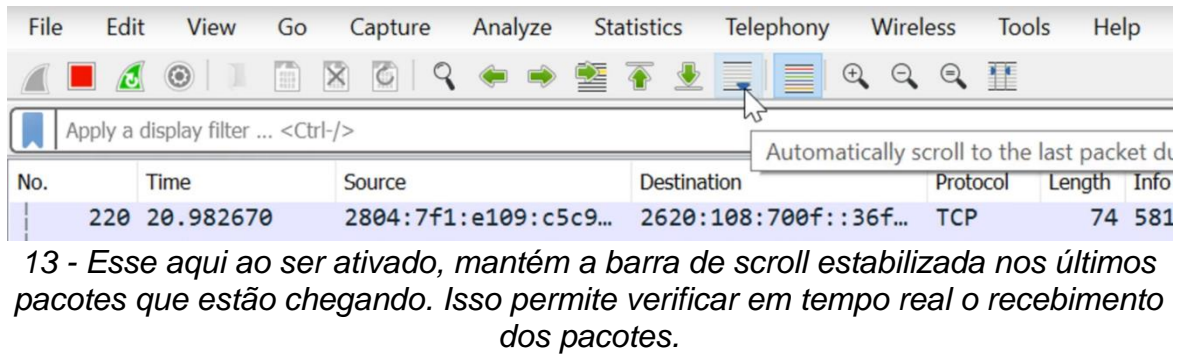 File Edit View Go Capture Analyze Statistics Telephony Wireless Tools Help
Apply a display filter ... <Ctrl-/>
Automatically scroll to the last packet du
No. Time Source Destination Protocol Length Info
220 20.982670 2804:7f1:e109:c5c9… 2620:108:700f::36f… TCP 74 581
13 - Esse aqui ao ser ativado, mantém a barra de scroll estabilizada nos últimos
pacotes que estão chegando. Isso permite verificar em tempo real o recebimento
dos pacotes.